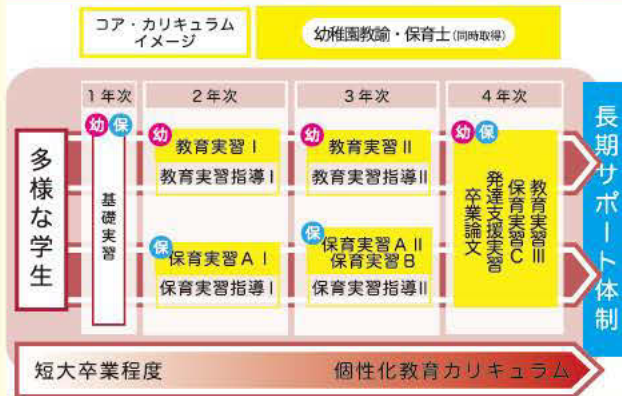 コア・カリキュラム
イメージ
幼稚園教諭・保育士(同時取得)
1年次
2年次
3年次
4年次
多様な学生
幼 保
基礎実習
幼
教育実習Ⅰ
教育実習指導Ⅰ
保
保育実習AⅠ
保育実習指導Ⅰ
幼
教育実習Ⅱ
教育実習指導Ⅱ
保
保育実習AⅡ
保育実習B
保育実習指導Ⅱ
幼 保
教育実習Ⅲ
保育実習C
発達支援実習
卒業論文
長期サポート体制
短大卒業程度
個性化教育カリキュラム